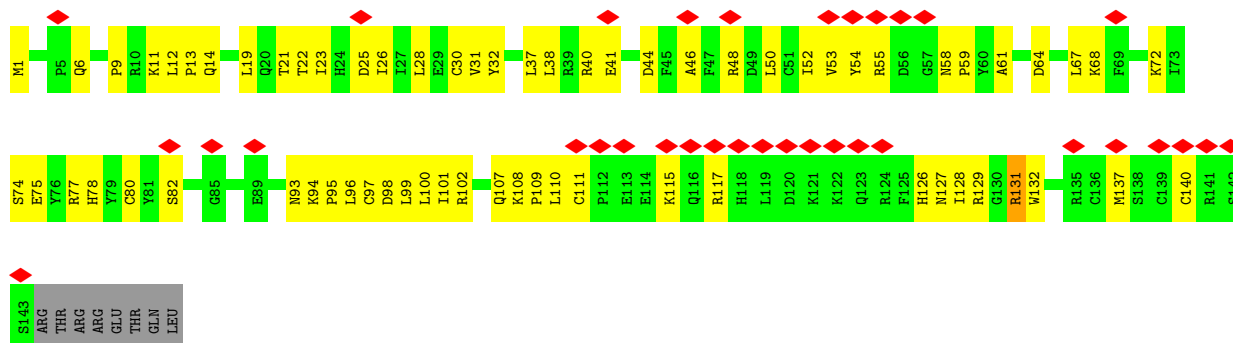 M1 P5 Q6 P9 R10 K11 L12 P13 Q14 L19 Q20 T21 T22 I23 H24 D25 I26 I27 L28 E29 C30 V31 Y32 L37 L38 R39 R40 E41 D44 F45 A46 F47 R48 D49 L50 C51 I52 V53 Y54 R55 D56 G57 N58 P59 Y60 A61 D64 L67 K68 F69 K72 I73
S74 E75 Y76 R77 H78 Y79 C80 Y81 S82 G85 E89 N93 K94 P95 L96 C97 D98 L99 L100 I101 R102 Q107 K108 P109 L110 C111 P112 E113 E114 K115 Q116 R117 H118 L119 D120 K121 K122 Q123 R124 F125 H126 N127 I128 R129 G130 R131 W132 R135 C136 M137 S138 C139 C140 R141
S143 ARG THR ARG ARG GLU THR GLN LEU